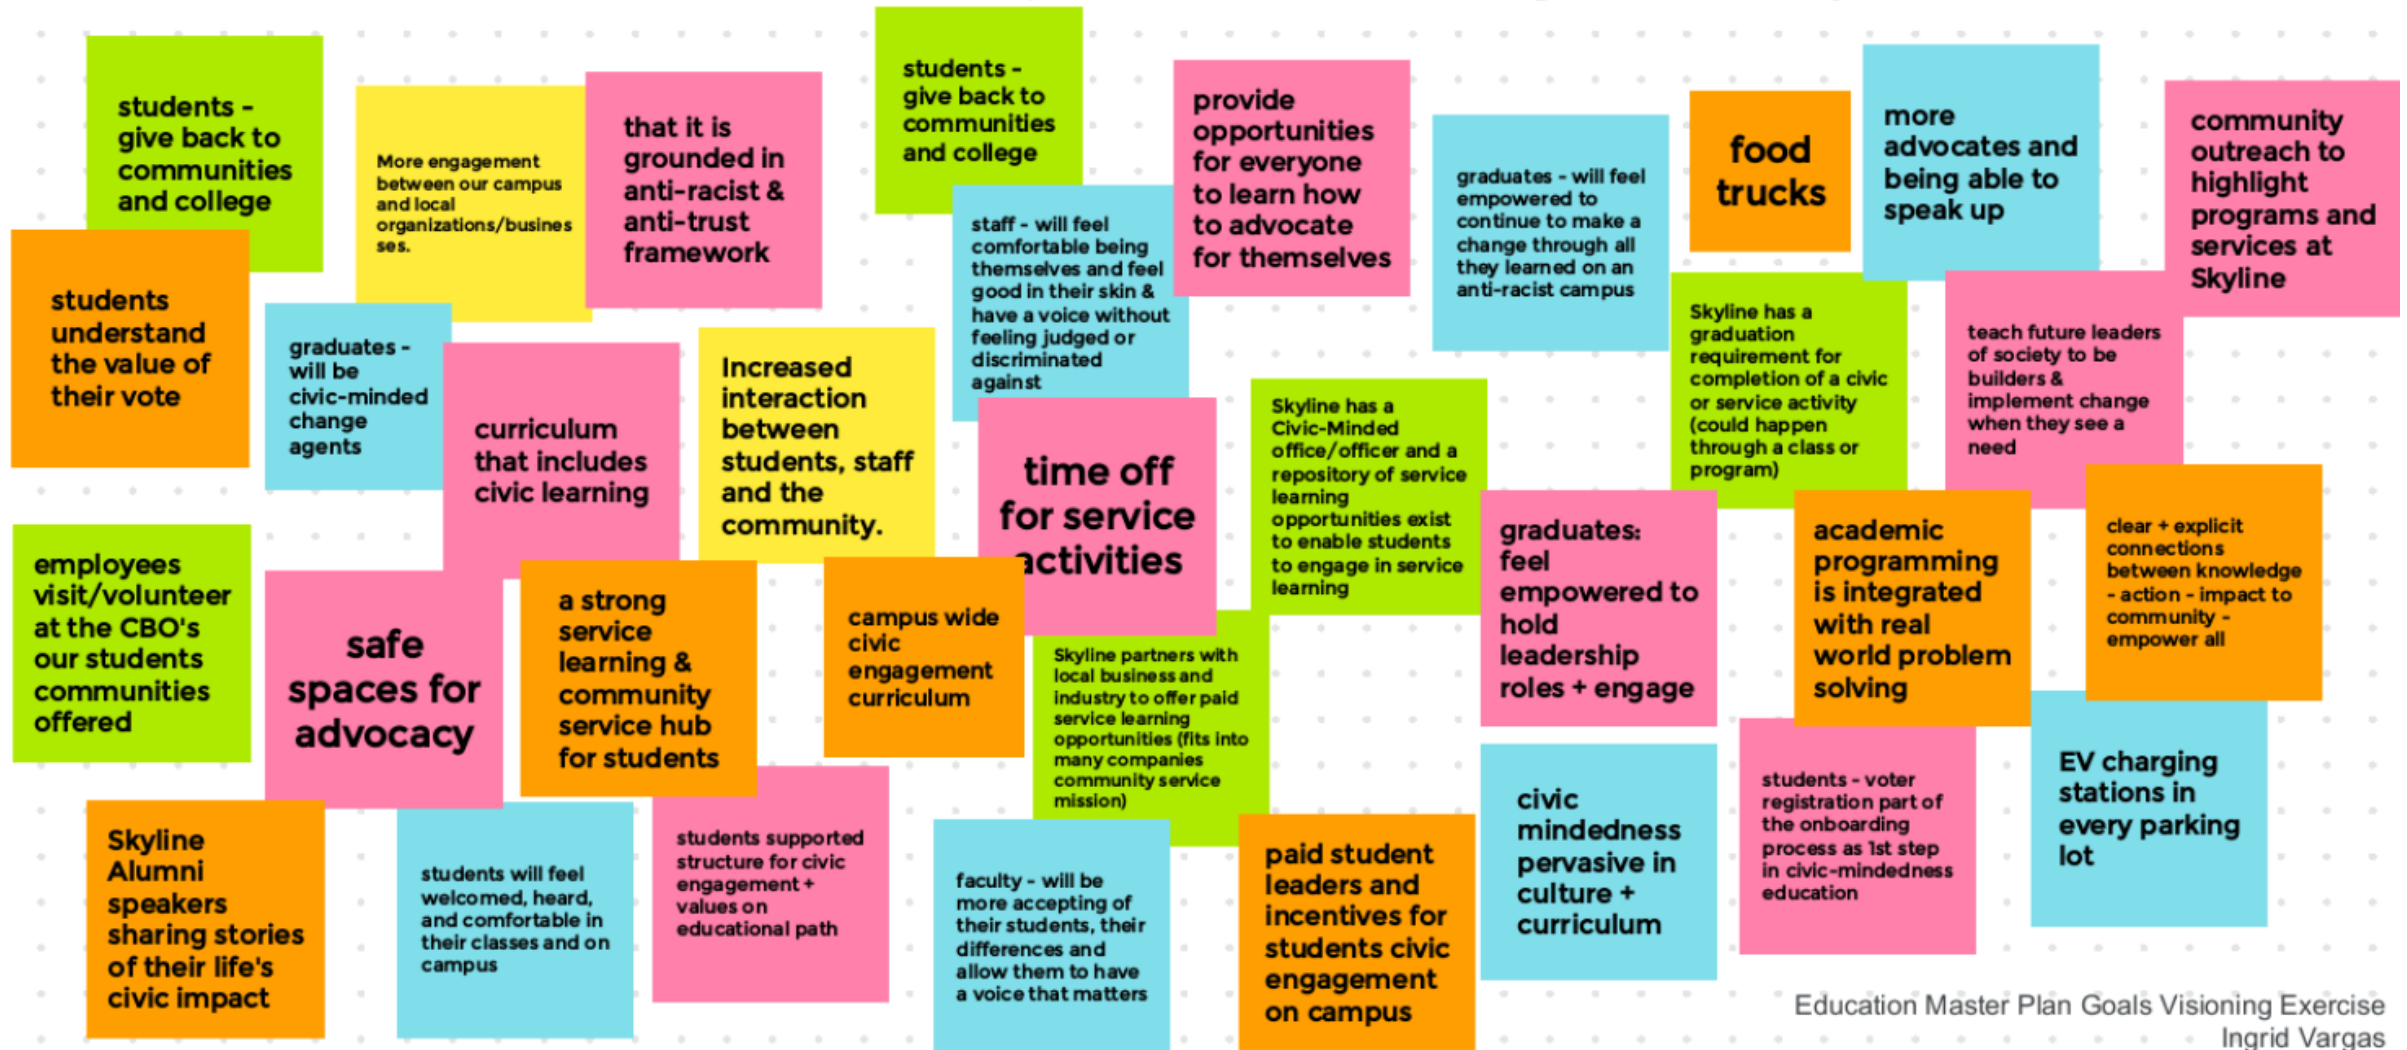 students -
give back to
communities
and college
More engagement
between our campus
and local
organizations/busines
ses.
that it is
grounded in
anti-racist &
anti-trust
framework
students -
give back to
communities
and college
provide
opportunities
for everyone
to learn how
to advocate
for themselves
graduates - will feel
empowered to
continue to make a
change through all
they learned on an
anti-racist campus
food
trucks
more
advocates and
being able to
speak up
community
outreach to
highlight
programs and
services at
Skyline
students
understand
the value of
their vote
graduates -
will be
civic-minded
change
agents
curriculum
that includes
civic learning
Increased
interaction
between
students, staff
and the
community.
staff - will feel
comfortable being
themselves and feel
good in their skin &
have a voice without
feeling judged or
discriminated
against
time off
for service
activities
Skyline has a
Civic-Minded
office/officer and a
repository of service
learning
opportunities exist
to enable students
to engage in service
learning
Skyline has a
graduation
requirement for
completion of a civic
or service activity
(could happen
through a class or
program)
teach future leaders
of society to be
builders &
implement change
when they see a
need
employees
visit/volunteer
at the CBO's
our students
communities
offered
safe
spaces for
advocacy
a strong
service
learning &
community
service hub
for students
campus wide
civic
engagement
curriculum
Skyline partners with
local business and
industry to offer paid
service learning
opportunities (fits into
many companies
community service
mission)
graduates:
feel
empowered to
hold
leadership
roles + engage
academic
programming
is integrated
with real
world problem
solving
clear + explicit
connections
between knowledge
- action - impact to
community -
empower all
Skyline
Alumni
speakers
sharing stories
of their life's
civic impact
students will feel
welcomed, heard,
and comfortable in
their classes and on
campus
students supported
structure for civic
engagement +
values on
educational path
faculty - will be
more accepting of
their students, their
differences and
allow them to have
a voice that matters
paid student
leaders and
incentives for
students civic
engagement
on campus
civic
mindedness
pervasive in
culture +
curriculum
students - voter
registration part of
the onboarding
process as 1st step
in civic-mindedness
education
EV charging
stations in
every parking
lot
Education Master Plan Goals Visioning Exercise
Ingrid Vargas